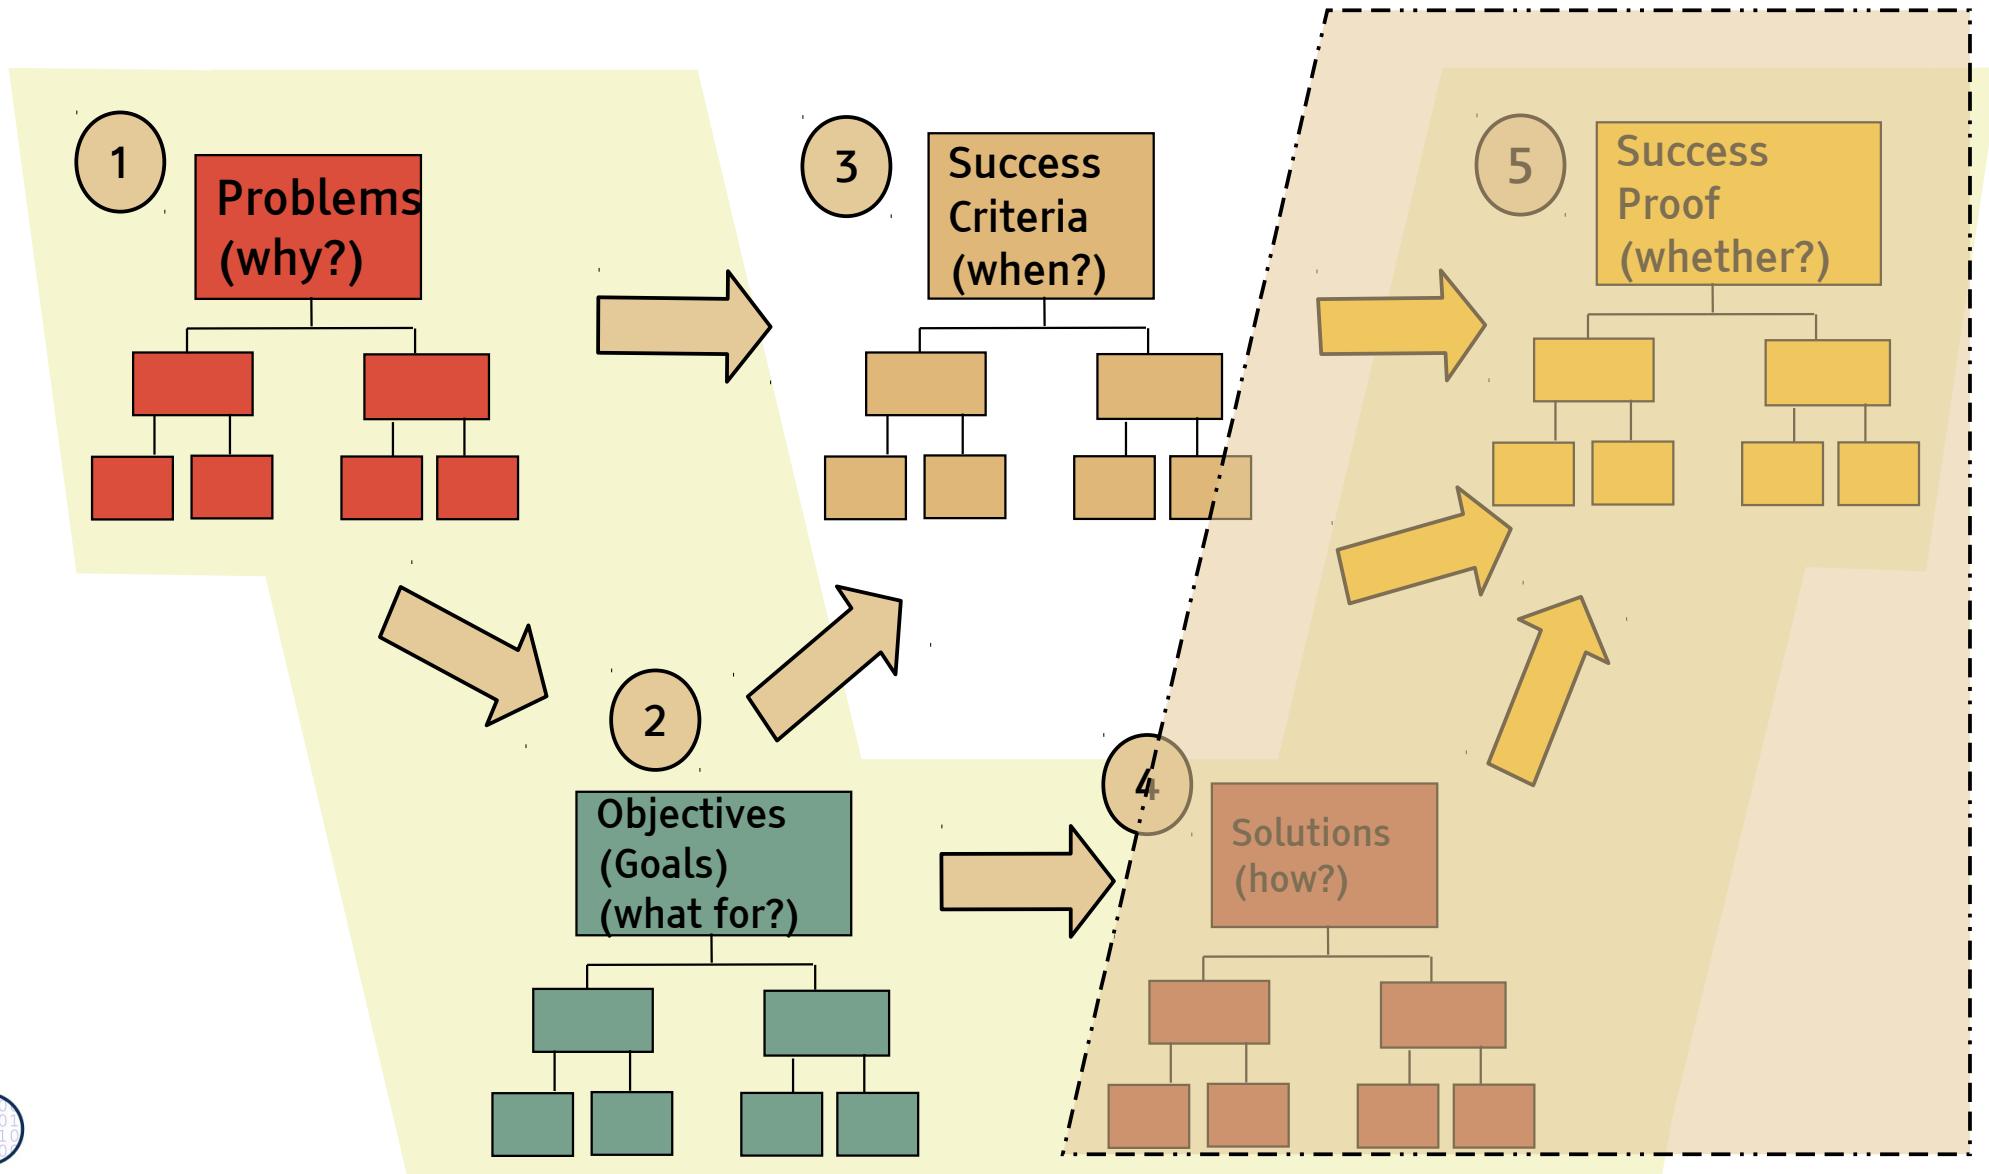 1
Problems
(why?)
3
Success
Criteria
(when?)
5
Success
Proof
(whether?)
2
Objectives
(Goals)
(what for?)
4
Solutions
(how?)